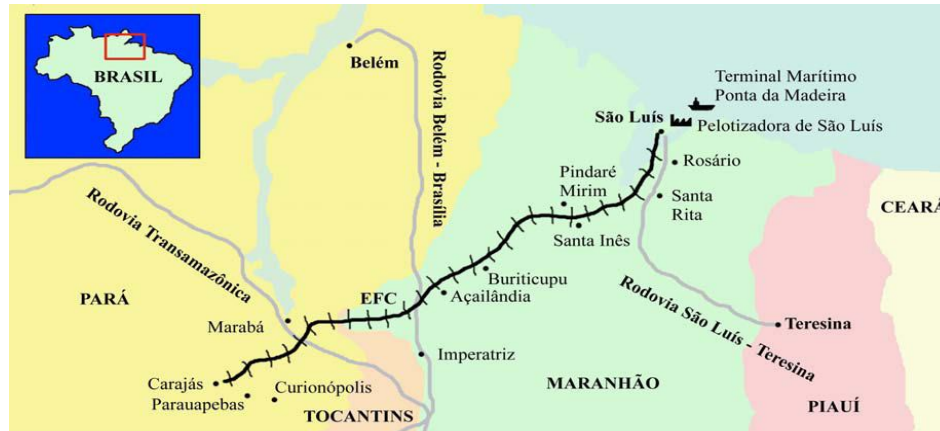 BRASIL
Belém
Rodovia Belém - Brasília
Terminal Marítimo
Ponta da Madeira
São Luís
Pelotizadora de São Luís
Rosário
Pindaré
Mirim
Santa
Rita
Santa Inês
CEARÁ
Rodovia Transamazônica
Buriticupu
EFC
Açailândia
PARÁ
Marabá
Rodovia São Luís - Teresina
Teresina
Imperatriz
Carajás
Parauapebas
Curionópolis
MARANHÃO
TOCANTINS
PIAUÍ